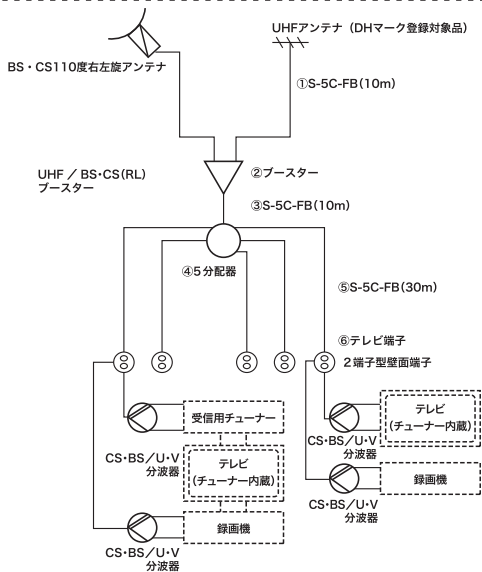 UHFアンテナ（DHマーク登録対象品）
BS・CS110度右左旋アンテナ
①S-5C-FB(10m)
UHF／BS・CS(RL)
ブースター
②ブースター
③S-5C-FB(10m)
④5分配器
⑤S-5C-FB(30m)
⑥テレビ端子
2端子型壁面端子
受信用チューナー
CS・BS／U・V
分波器
テレビ
（チューナー内蔵）
録画機
CS・BS／U・V
分波器
テレビ
（チューナー内蔵）
CS・BS／U・V
分波器
録画機
CS・BS／U・V
分波器